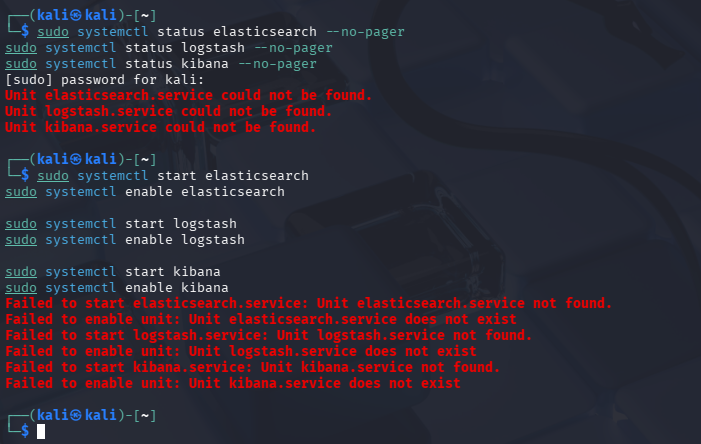 ┌──(kali㉿kali)-[~]
└─$ sudo systemctl status elasticsearch --no-pager
sudo systemctl status logstash --no-pager
sudo systemctl status kibana --no-pager
[sudo] password for kali:
Unit elasticsearch.service could not be found.
Unit logstash.service could not be found.
Unit kibana.service could not be found.
┌──(kali㉿kali)-[~]
└─$ sudo systemctl start elasticsearch
sudo systemctl enable elasticsearch
sudo systemctl start logstash
sudo systemctl enable logstash
sudo systemctl start kibana
sudo systemctl enable kibana
Failed to start elasticsearch.service: Unit elasticsearch.service not found.
Failed to enable unit: Unit elasticsearch.service does not exist
Failed to start logstash.service: Unit logstash.service not found.
Failed to enable unit: Unit logstash.service does not exist
Failed to start kibana.service: Unit kibana.service not found.
Failed to enable unit: Unit kibana.service does not exist
┌──(kali㉿kali)-[~]
└─$